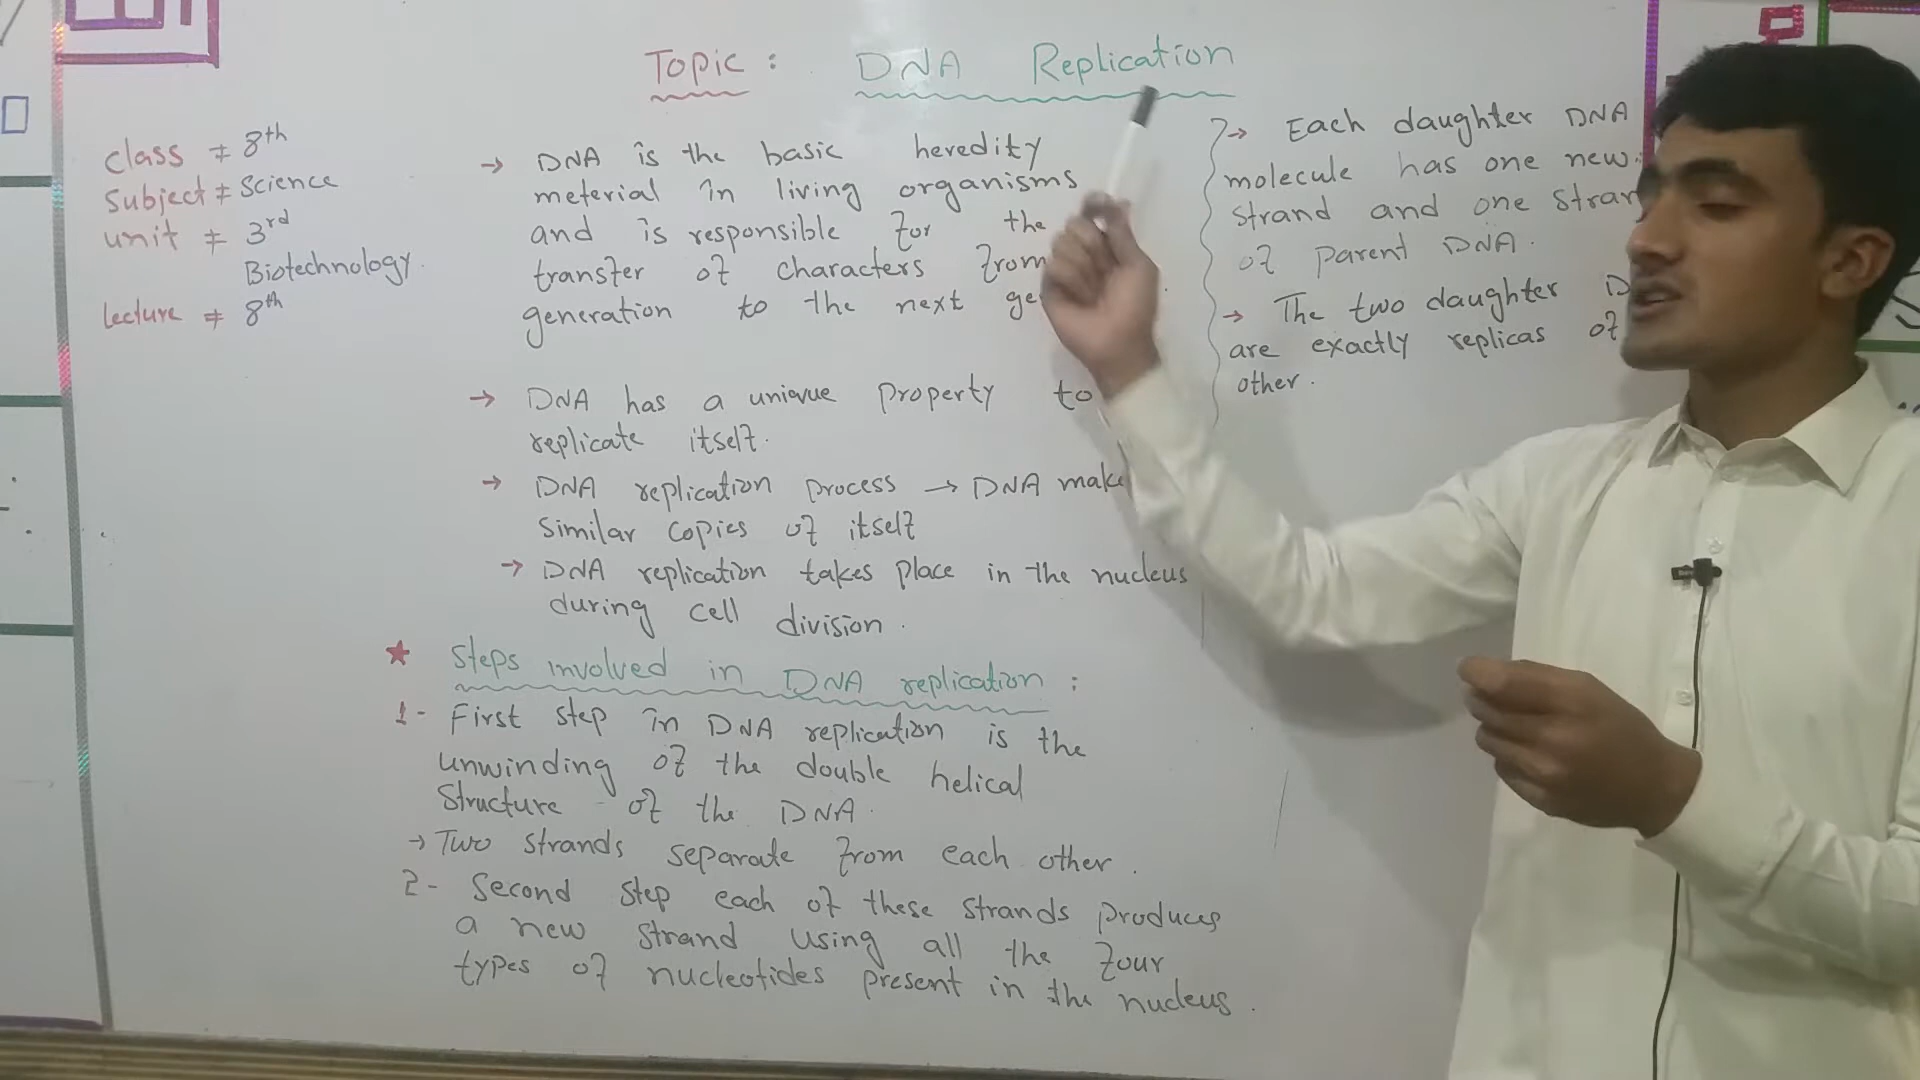 Topic : DNA Replication
class ≠ 8th
Subject ≠ Science
unit ≠ 3rd
Biotechnology.
Lecture ≠ 8th
→ DNA is the basic heredity
meterial in living organisms
and is responsible for the
transfer of characters from
generation to the next
→ DNA has a unique property to
replicate itself.
→ DNA replication process → DNA make
Similar copies of itself
→ DNA replication takes place in the nucleus
during cell division.
★ Steps involved in DNA replication :
1- First step in DNA replication is the
unwinding of the double helical
Structure of the DNA.
→ Two strands separate from each other.
2- Second step each of these strands produces
a new strand using all the four
types of nucleotides present in the nucleus.
→ Each daughter DNA
molecule has one new
strand and one
of parent DNA.
→ The two daughter
are exactly replicas of
other.